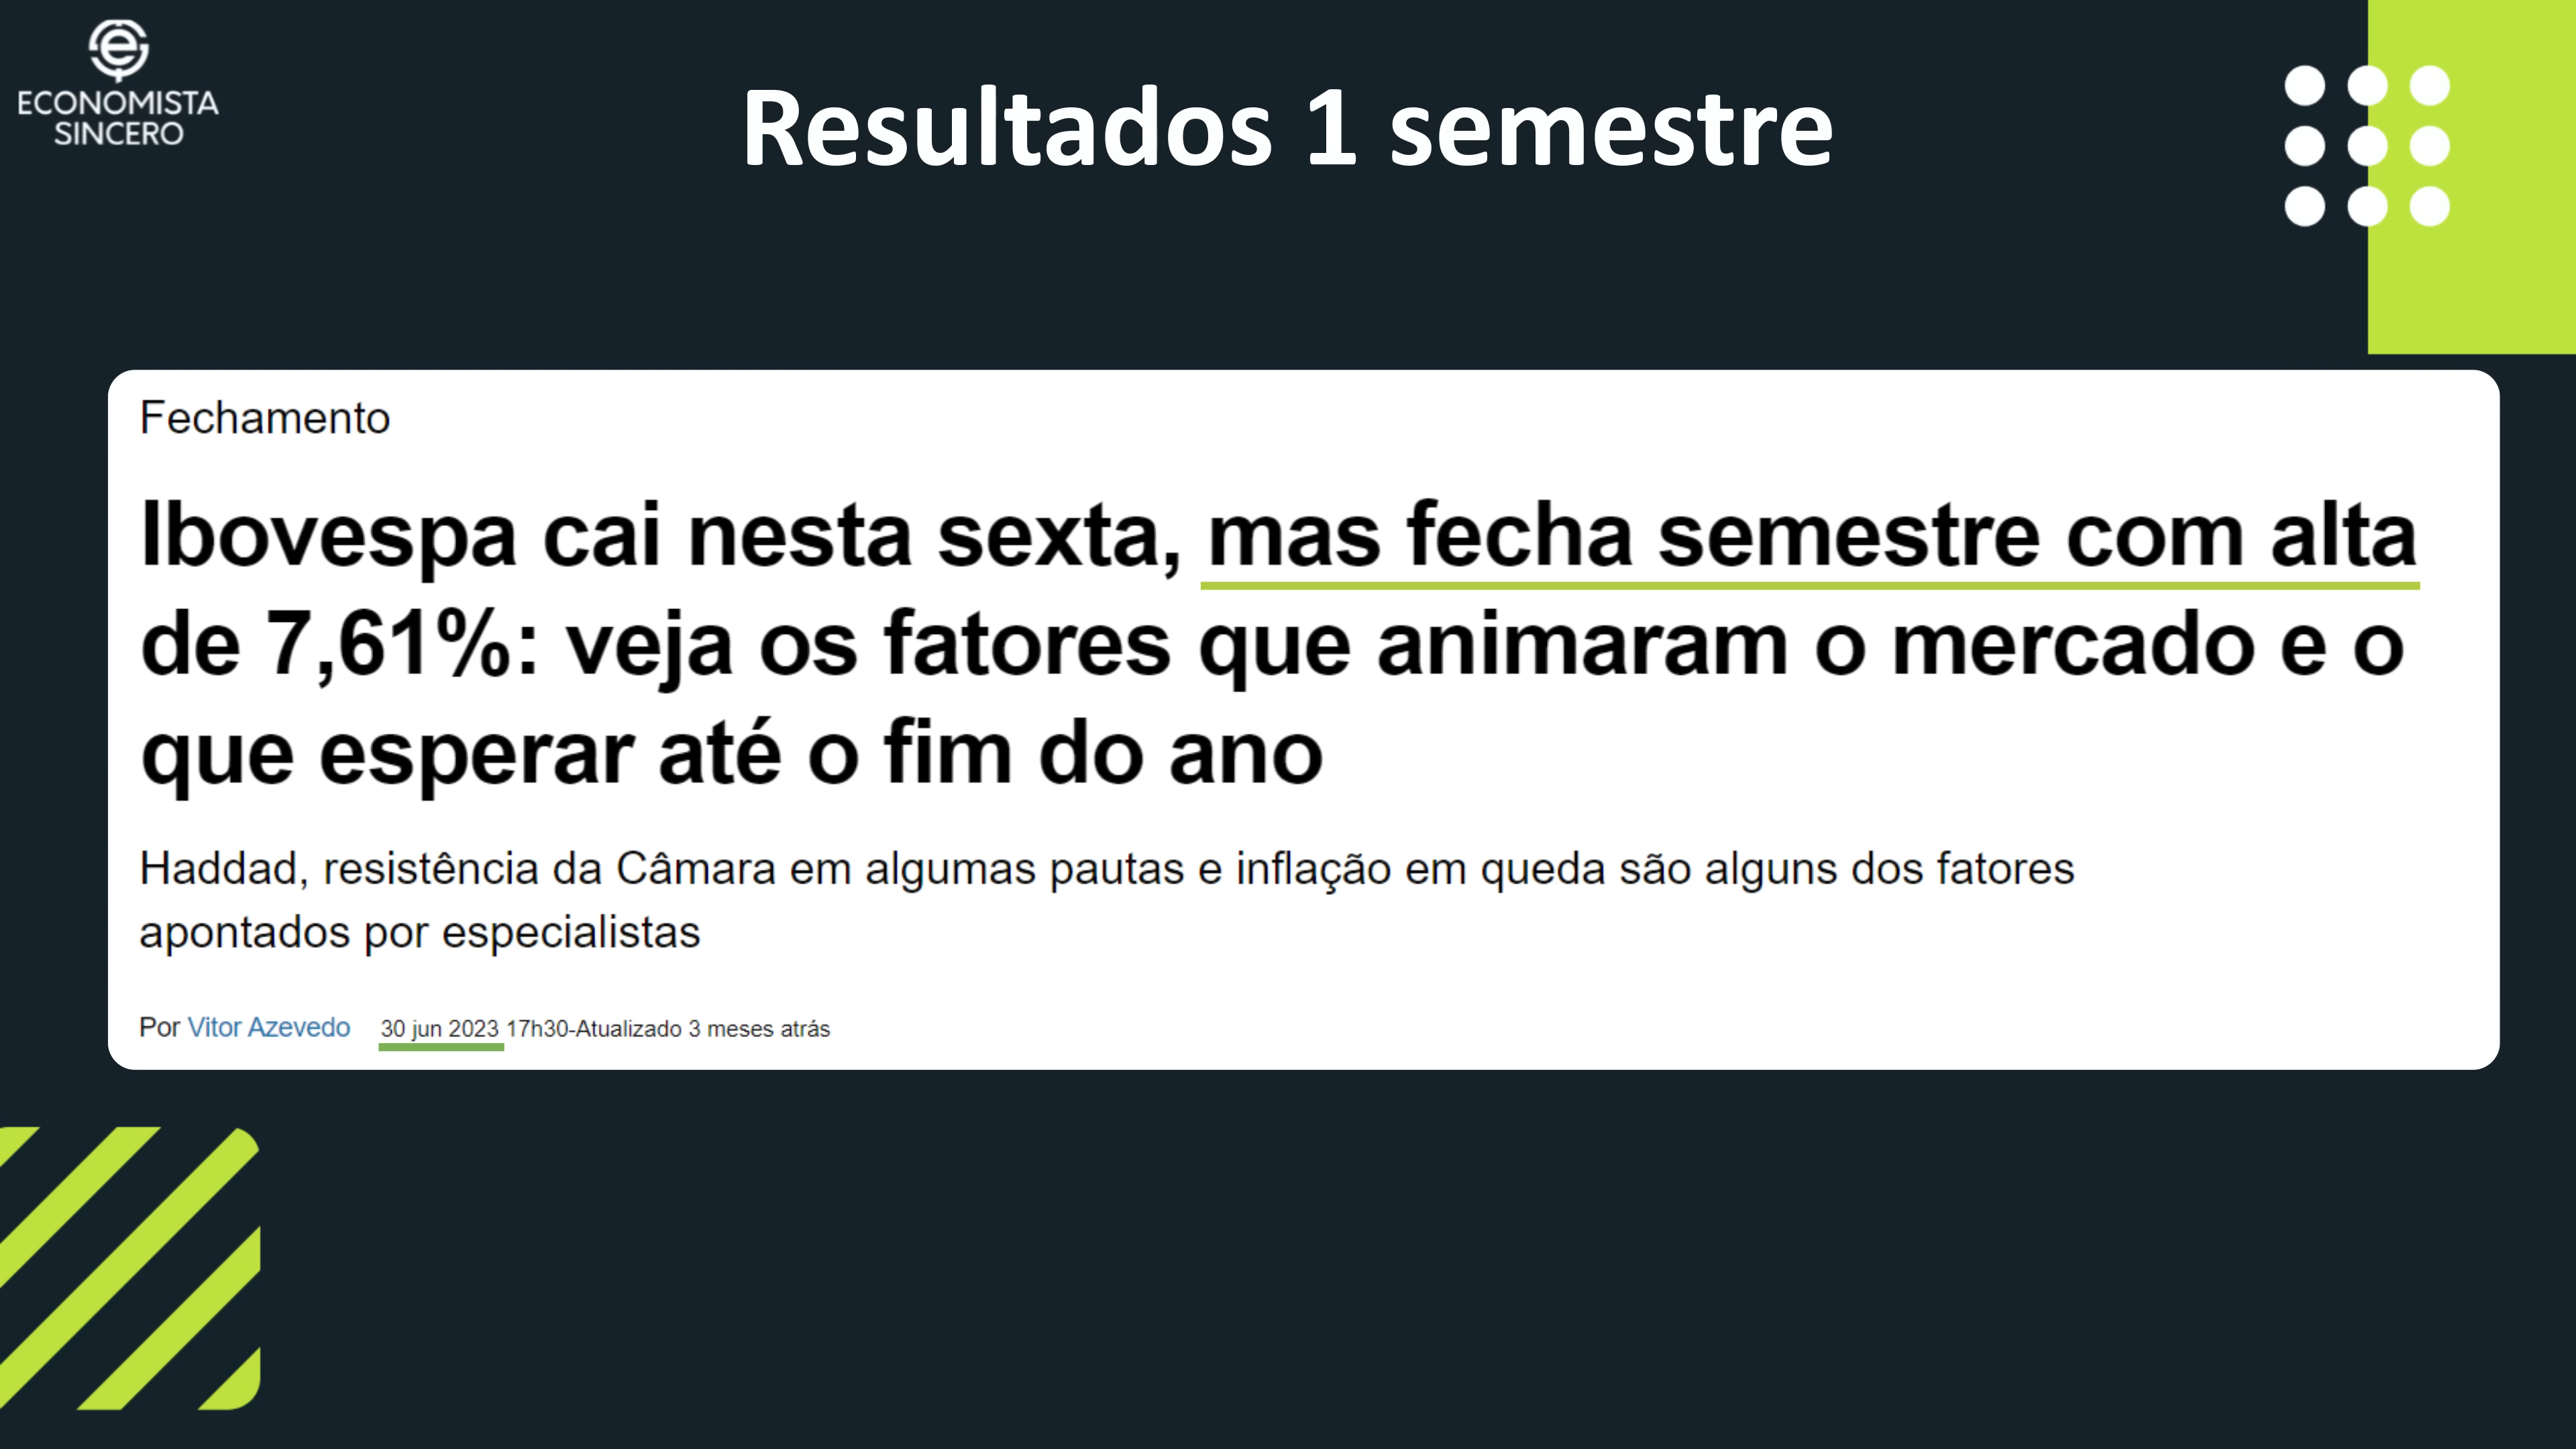 ECONOMISTA
SINCERO
Resultados 1 semestre
Fechamento
Ibovespa cai nesta sexta, mas fecha semestre com alta
de 7,61%: veja os fatores que animaram o mercado e o
que esperar até o fim do ano
Haddad, resistência da Câmara em algumas pautas e inflação em queda são alguns dos fatores
apontados por especialistas
Por Vitor Azevedo 30 jun 2023 17h30-Atualizado 3 meses atrás